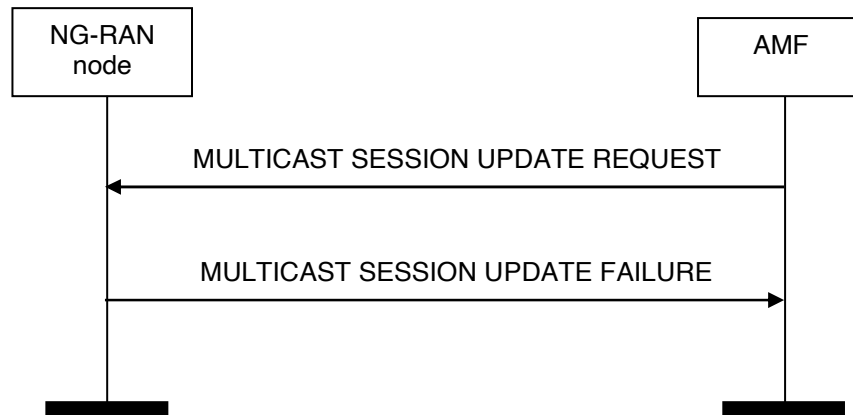 NG-RAN
node
AMF
MULTICAST SESSION UPDATE REQUEST
MULTICAST SESSION UPDATE FAILURE